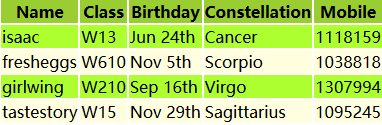 Name Class Birthday Constellation Mobile
isaac W13 Jun 24th Cancer 1118159
fresheggs W610 Nov 5th Scorpio 1038818
girlwing W210 Sep 16th Virgo 1307994
tastestory W15 Nov 29th Sagittarius 1095245